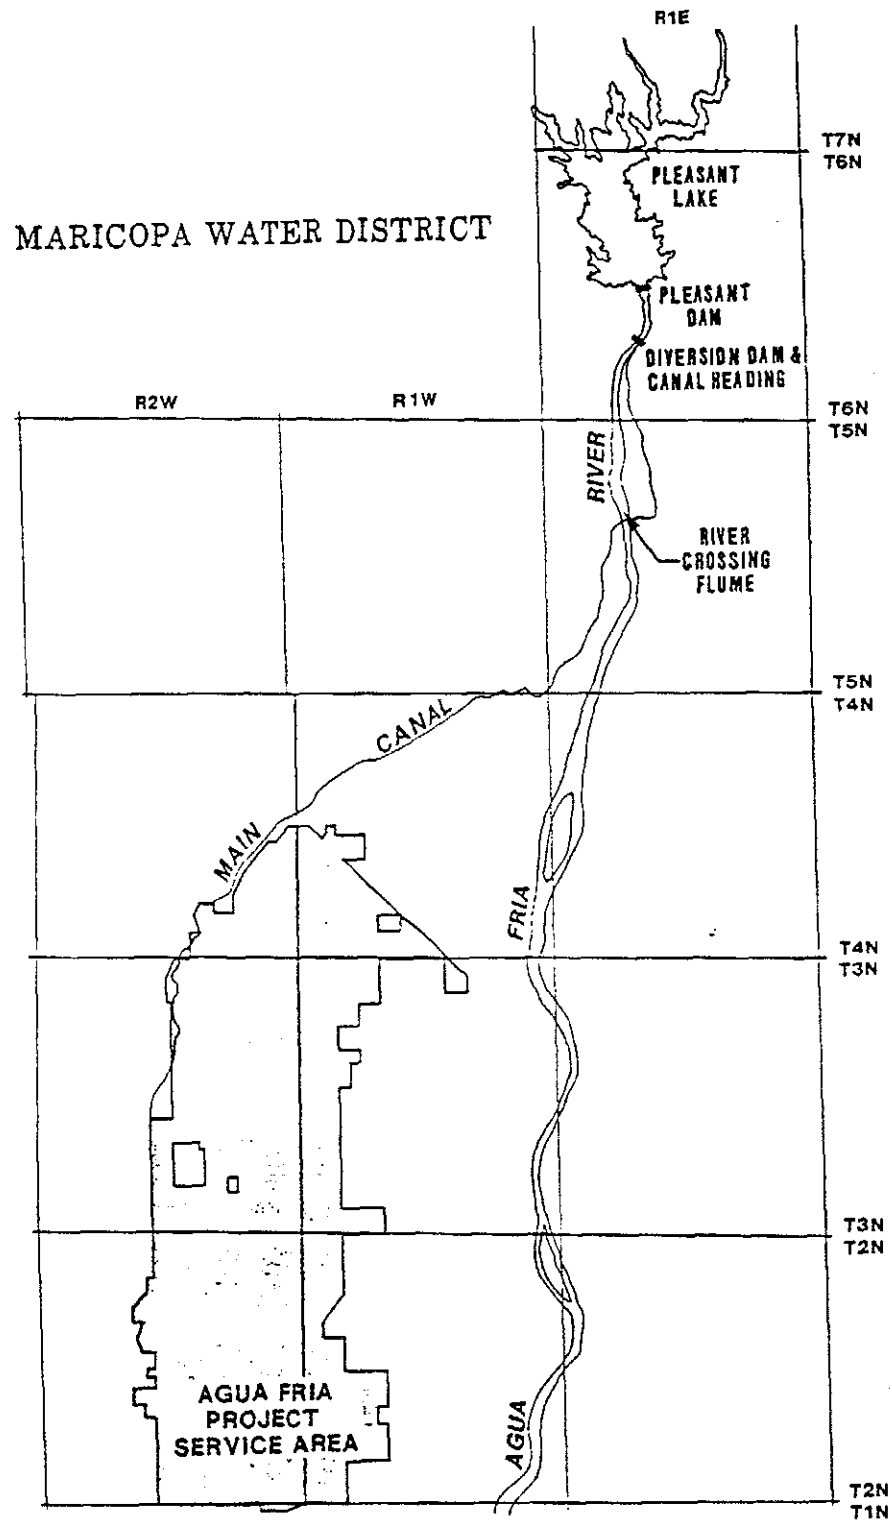 R1E
T7N
T6N
PLEASANT
LAKE
MARICOPA WATER DISTRICT
PLEASANT
DAM
DIVERSION DAM &
CANAL HEADING
R2W
R1W
T6N
T5N
RIVER
RIVER
CROSSING
FLUME
T5N
T4N
CANAL
MAIN
FRIA
T4N
T3N
T3N
T2N
AGUA FRIA
PROJECT
SERVICE AREA
AGUA
T2N
T1N